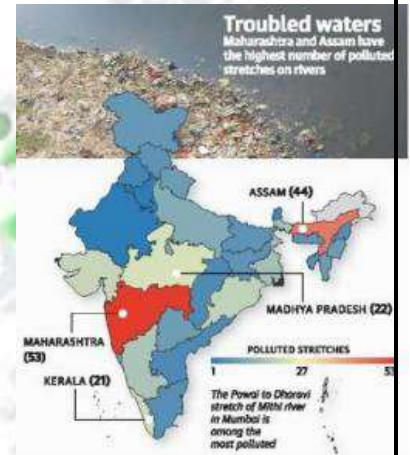 Troubled waters
Maharashtra and Assam have
the highest number of polluted
stretches on rivers
ASSAM (44)
MADHYA PRADESH (22)
MAHARASHTRA
(53)
KERALA (21)
POLLUTED STRETCHES
1 27 53
The Powai to Dharavi
stretch of Mithi river
in Mumbai is
among the
most polluted